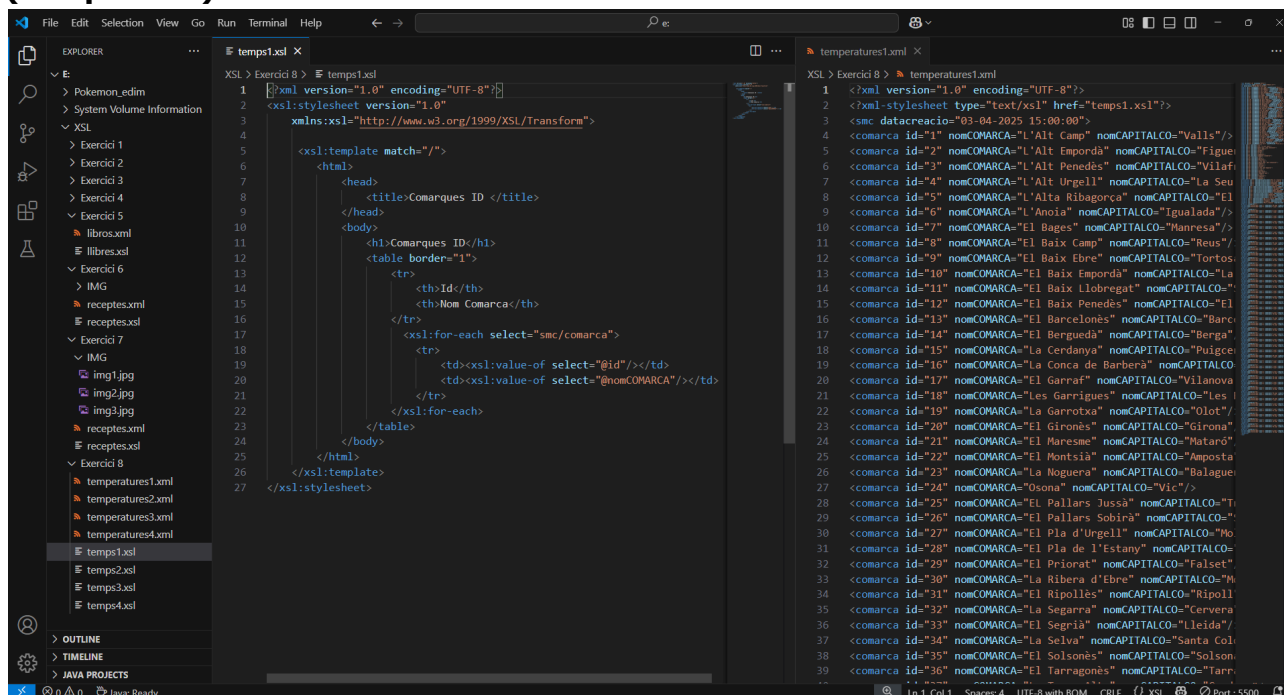 File Edit Selection View Go Run Terminal Help
e:
EXPLORER
E:
Pokemon_edim
System Volume Information
XSL
Exercici 1
Exercici 2
Exercici 3
Exercici 4
Exercici 5
libros.xml
llibres.xsl
Exercici 6
IMG
receptes.xml
receptes.xsl
Exercici 7
IMG
img1.jpg
img2.jpg
img3.jpg
receptes.xml
receptes.xsl
Exercici 8
temperatures1.xml
temperatures2.xml
temperatures3.xml
temperatures4.xml
temps1.xsl
temps2.xsl
temps3.xsl
temps4.xsl
OUTLINE
TIMELINE
JAVA PROJECTS
temps1.xsl
XSL > Exercici 8 > temps1.xsl
1 <?xml version="1.0" encoding="UTF-8"?>
2 <xsl:stylesheet version="1.0"
3 xmlns:xsl="http://www.w3.org/1999/XSL/Transform">
4
5 <xsl:template match="/">
6 <html>
7 <head>
8 <title>Comarques ID </title>
9 </head>
10 <body>
11 <h1>Comarques ID</h1>
12 <table border="1">
13 <tr>
14 <th>Id</th>
15 <th>Nom Comarca</th>
16 </tr>
17 <xsl:for-each select="smc/comarca">
18 <tr>
19 <td><xsl:value-of select="@id"/></td>
20 <td><xsl:value-of select="@nomCOMARCA"/></td>
21 </tr>
22 </xsl:for-each>
23 </table>
24 </body>
25 </html>
26 </xsl:template>
27 </xsl:stylesheet>
temperatures1.xml
XSL > Exercici 8 > temperatures1.xml
1 <?xml version="1.0" encoding="UTF-8"?>
2 <?xml-stylesheet type="text/xsl" href="temps1.xsl"?>
3 <smc datacreacio="03-04-2025 15:00:00">
4 <comarca id="1" nomCOMARCA="L'Alt Camp" nomCAPITALCO="Valls"/>
5 <comarca id="2" nomCOMARCA="L'Alt Empordà" nomCAPITALCO="Figue
6 <comarca id="3" nomCOMARCA="L'Alt Penedès" nomCAPITALCO="Vilaf
7 <comarca id="4" nomCOMARCA="L'Alt Urgell" nomCAPITALCO="La Seu
8 <comarca id="5" nomCOMARCA="L'Alta Ribagorça" nomCAPITALCO="El
9 <comarca id="6" nomCOMARCA="L'Anoia" nomCAPITALCO="Igualada"/>
10 <comarca id="7" nomCOMARCA="El Bages" nomCAPITALCO="Manresa"/>
11 <comarca id="8" nomCOMARCA="El Baix Camp" nomCAPITALCO="Reus"/
12 <comarca id="9" nomCOMARCA="El Baix Ebre" nomCAPITALCO="Tortos
13 <comarca id="10" nomCOMARCA="El Baix Empordà" nomCAPITALCO="La
14 <comarca id="11" nomCOMARCA="El Baix Llobregat" nomCAPITALCO="
15 <comarca id="12" nomCOMARCA="El Baix Penedès" nomCAPITALCO="El
16 <comarca id="13" nomCOMARCA="El Barcelonès" nomCAPITALCO="Barc
17 <comarca id="14" nomCOMARCA="El Berguedà" nomCAPITALCO="Berga"
18 <comarca id="15" nomCOMARCA="La Cerdanya" nomCAPITALCO="Puigce
19 <comarca id="16" nomCOMARCA="La Conca de Barberà" nomCAPITALCO
20 <comarca id="17" nomCOMARCA="El Garraf" nomCAPITALCO="Vilanova
21 <comarca id="18" nomCOMARCA="Les Garrigues" nomCAPITALCO="Les
22 <comarca id="19" nomCOMARCA="La Garrotxa" nomCAPITALCO="Olot"/
23 <comarca id="20" nomCOMARCA="El Gironès" nomCAPITALCO="Girona"
24 <comarca id="21" nomCOMARCA="El Maresme" nomCAPITALCO="Mataró"
25 <comarca id="22" nomCOMARCA="El Montsià" nomCAPITALCO="Amposta
26 <comarca id="23" nomCOMARCA="La Noguera" nomCAPITALCO="Balague
27 <comarca id="24" nomCOMARCA="Osona" nomCAPITALCO="Vic"/>
28 <comarca id="25" nomCOMARCA="EL Pallars Jussà" nomCAPITALCO="T
29 <comarca id="26" nomCOMARCA="El Pallars Sobirà" nomCAPITALCO="
30 <comarca id="27" nomCOMARCA="El Pla d'Urgell" nomCAPITALCO="Mo
31 <comarca id="28" nomCOMARCA="El Pla de l'Estany" nomCAPITALCO=
32 <comarca id="29" nomCOMARCA="El Priorat" nomCAPITALCO="Falset"
33 <comarca id="30" nomCOMARCA="La Ribera d'Ebre" nomCAPITALCO="M
34 <comarca id="31" nomCOMARCA="El Ripollès" nomCAPITALCO="Ripoll
35 <comarca id="32" nomCOMARCA="La Segarra" nomCAPITALCO="Cervera
36 <comarca id="33" nomCOMARCA="El Segrià" nomCAPITALCO="Lleida"/
37 <comarca id="34" nomCOMARCA="La Selva" nomCAPITALCO="Santa Col
38 <comarca id="35" nomCOMARCA="El Solsonès" nomCAPITALCO="Solson
39 <comarca id="36" nomCOMARCA="El Tarragonès" nomCAPITALCO="Tarr
0 0 Java: Ready
Ln 1, Col 1 Spaces: 4 UTF-8 with BOM CRLF {} XSL Port : 5500